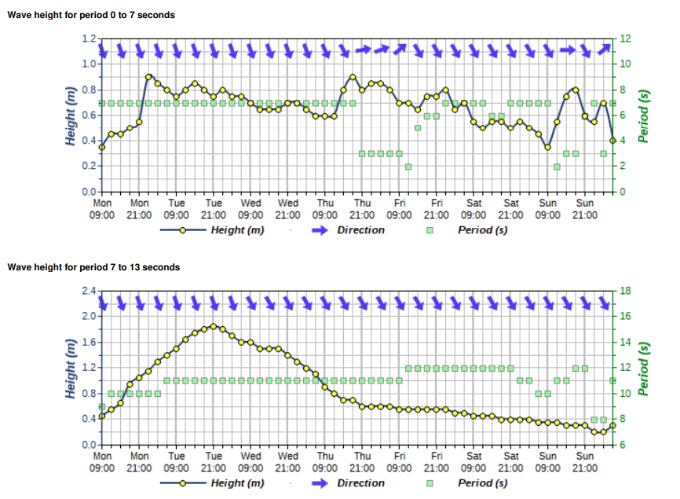 Wave height for period 0 to 7 seconds
1.2
1.0
0.8
0.6
0.4
0.2
0.0
Height (m)
12
10
8
6
4
2
0
Period (s)
Mon Mon Tue Tue Wed Wed Thu Thu Fri Fri Sat Sat Sun Sun
09:00 21:00 09:00 21:00 09:00 21:00 09:00 21:00 09:00 21:00 09:00 21:00 09:00 21:00
Height (m) Direction Period (s)
Wave height for period 7 to 13 seconds
2.4
2.0
1.6
1.2
0.8
0.4
0.0
Height (m)
18
16
14
12
10
8
6
Period (s)
Mon Mon Tue Tue Wed Wed Thu Thu Fri Fri Sat Sat Sun Sun
09:00 21:00 09:00 21:00 09:00 21:00 09:00 21:00 09:00 21:00 09:00 21:00 09:00 21:00
Height (m) Direction Period (s)